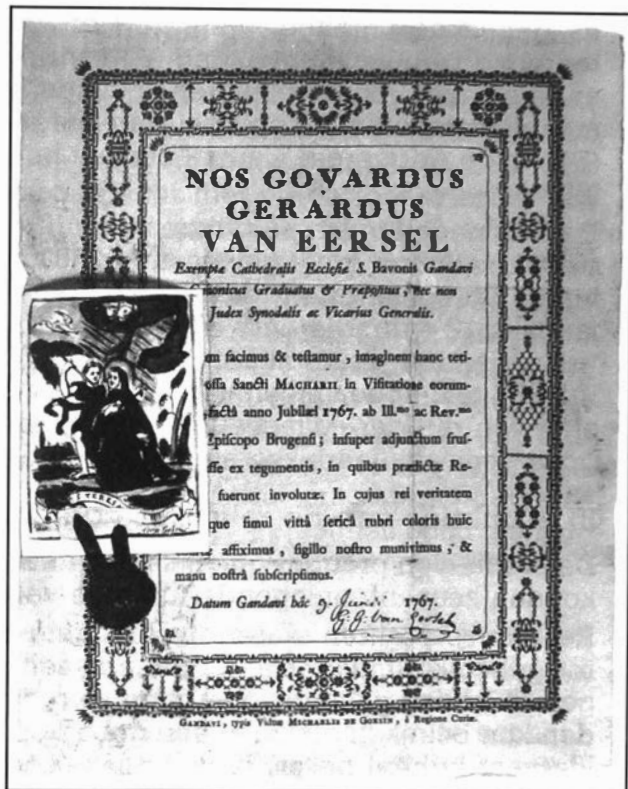 NOS GOVARDUS
GERARDUS
VAN EERSEL
Exemptæ Cathedralis Ecclesiæ S. Bavonis Gandavi
Canonicus Graduatus & Præpositus, nec non
Judex Synodalis ac Vicarius Generalis.
facimus & teſtamur, imaginem hanc teti-
oſſa Sancti MACHARII in Viſitatione eorum-
factâ anno Jubilæi 1767. ab Ill.mo ac Rev.mo
Epiſcopo Brugenſi; inſuper adjunctum fruſ-
ex tegumentis, in quibus prædictæ Re-
fuerunt involutæ. In cujus rei veritatem
que ſimul vittâ ſericâ rubri coloris huic
affiximus, ſigillo noſtro munivimus, &
manu noſtrâ ſubſcripſimus.
Datum Gandavi hâc 9. Junii 1767.
G. G. Van Eersel
GANDAVI, typis Viduæ MICHAELIS DE GOESIN, è Regione Curiæ.